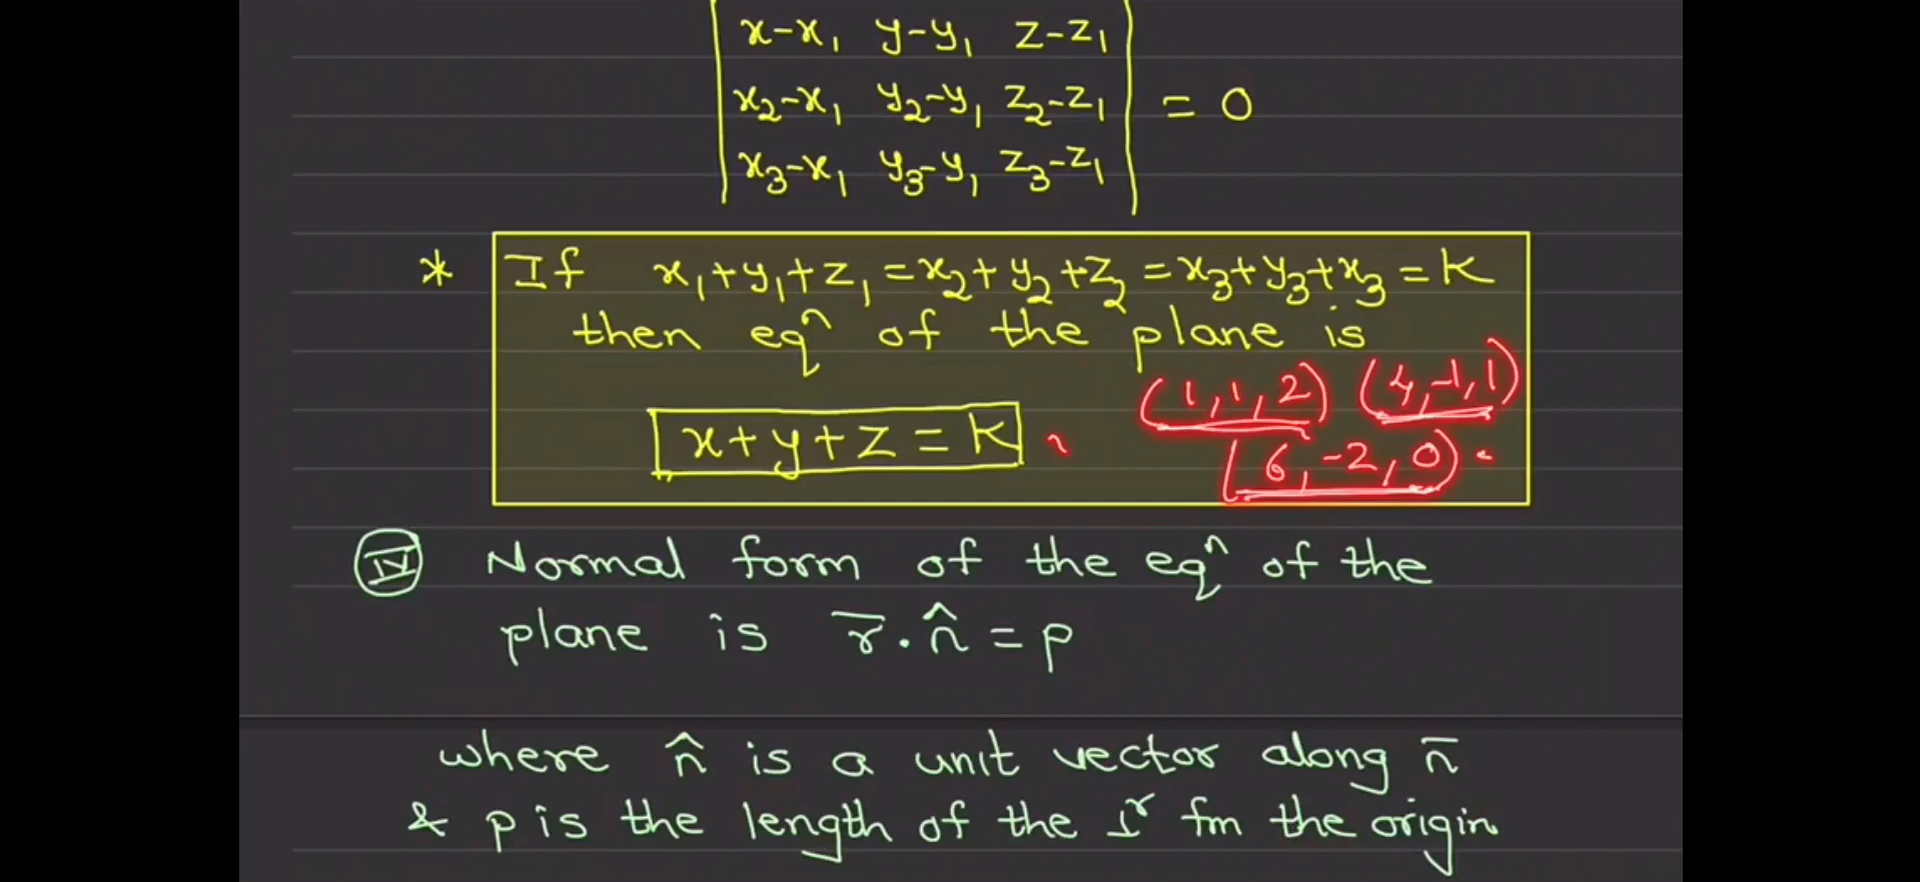 x-x₁ y-y₁ z-z₁
x₂-x₁ y₂-y₁ z₂-z₁ = 0
x₃-x₁ y₃-y₁ z₃-z₁
* If x₁+y₁+z₁=x₂+y₂+z₂=x₃+y₃+x₃=K
then eqⁿ of the plane is
(1,1,2) (4,-1,1)
x+y+z=K
(6,-2,0).
IV Normal form of the eqⁿ of the
plane is r̅.n̂=p
where n̂ is a unit vector along n̅
& p is the length of the ⊥ʳ fm the origin